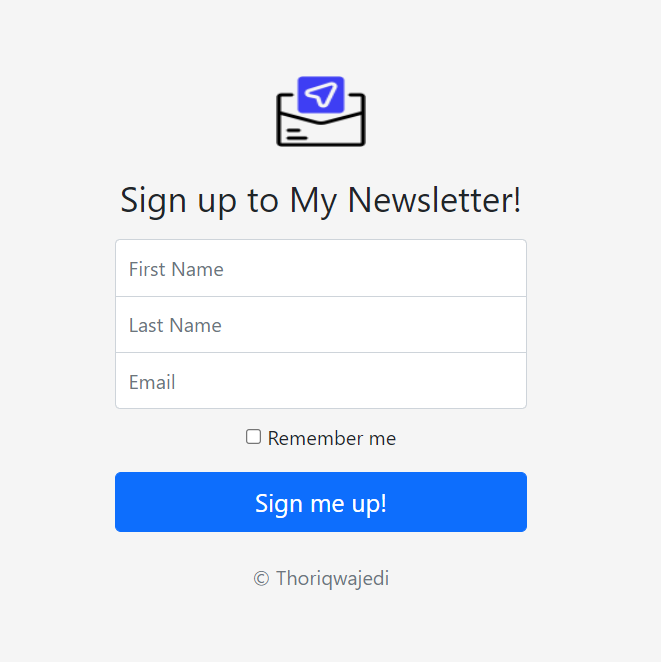 Sign up to My Newsletter!
First Name
Last Name
Email
Remember me
Sign me up!
© Thoriqwajedi